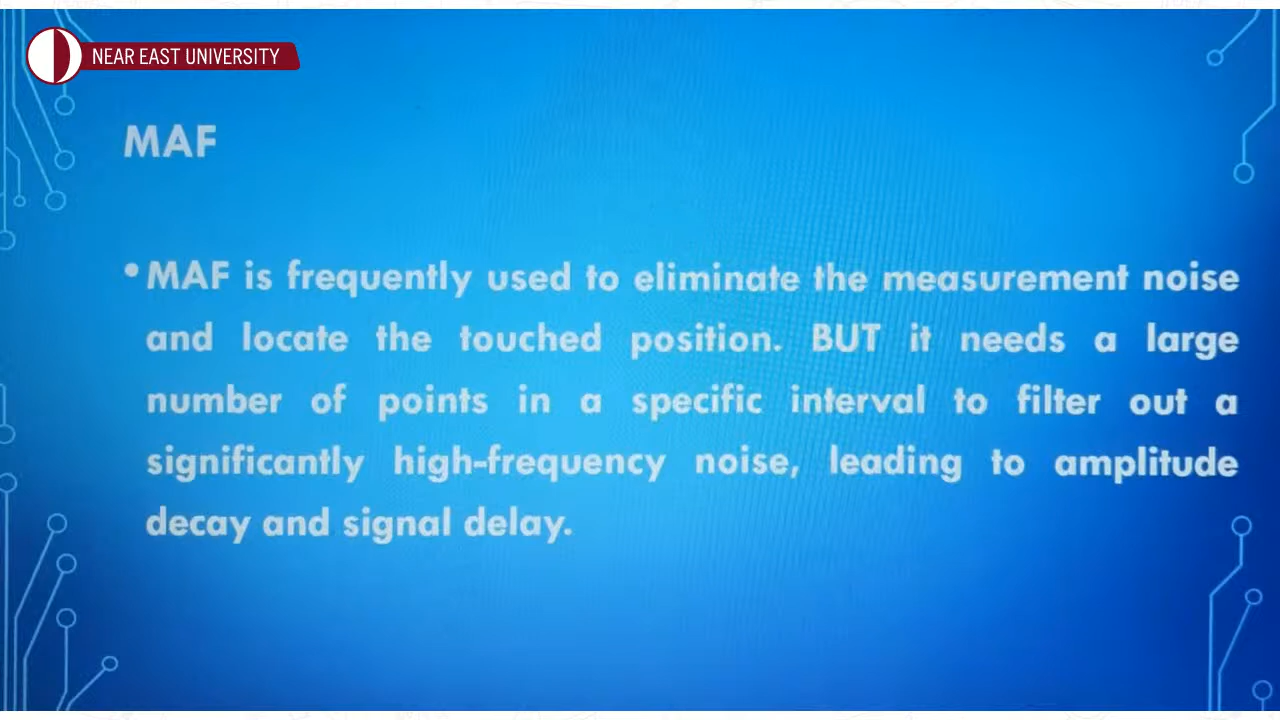 NEAR EAST UNIVERSITY
MAF
•MAF is frequently used to eliminate the measurement noise
and locate the touched position. BUT it needs a large
number of points in a specific interval to filter out a
significantly high-frequency noise, leading to amplitude
decay and signal delay.